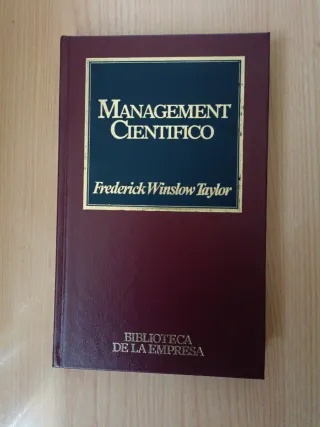 MANAGEMENT
CIENTIFICO
Frederick Winslow Taylor
BIBLIOTECA
DE LA EMPRESA